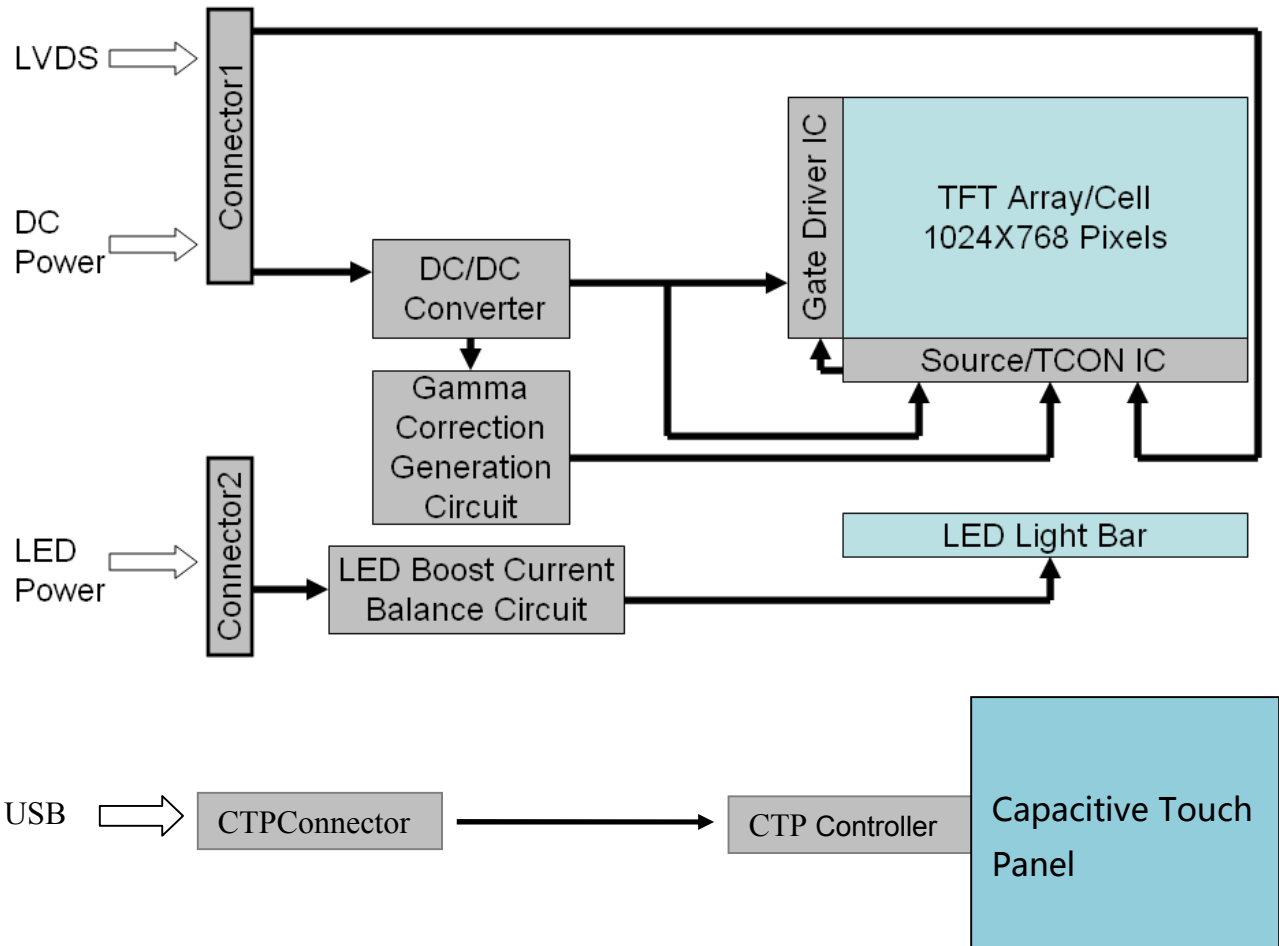 LVDS
Connector1
DC
Power
DC/DC
Converter
Gate Driver IC
TFT Array/Cell
1024X768 Pixels
Source/TCON IC
Gamma
Correction
Generation
Circuit
LED
Power
Connector2
LED Boost Current
Balance Circuit
LED Light Bar
USB
CTPConnector
CTP Controller
Capacitive Touch
Panel